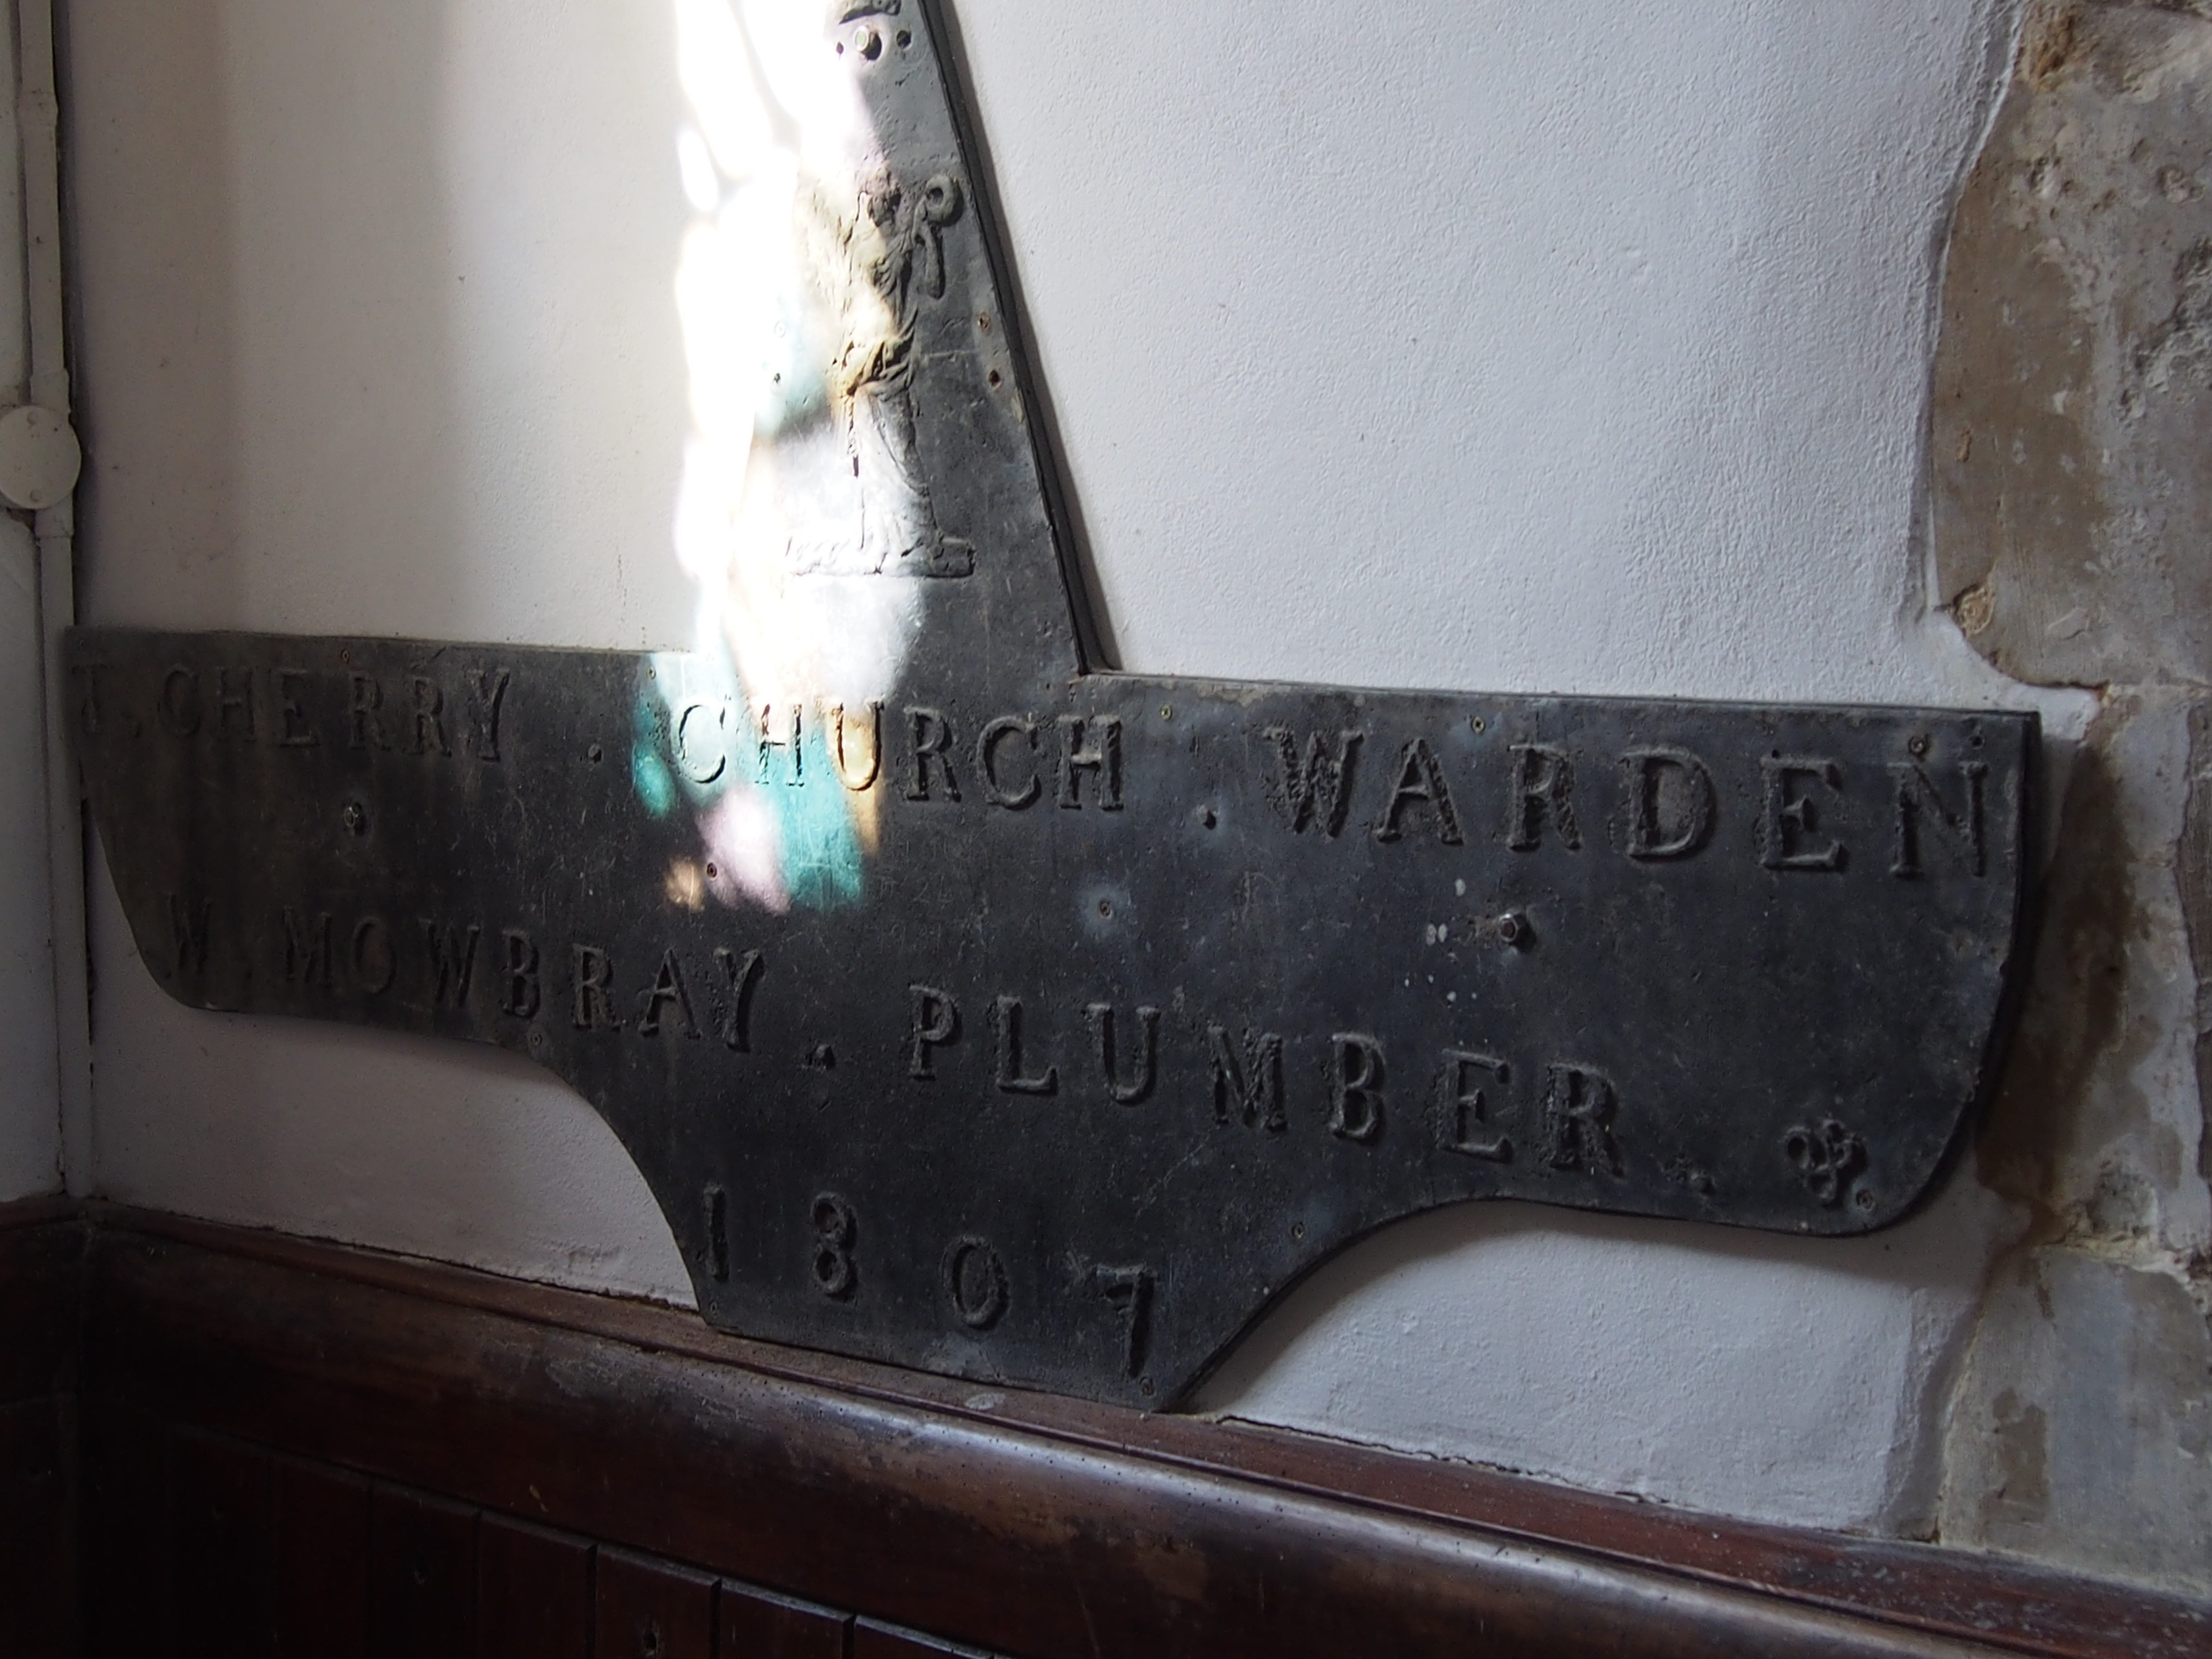 T. CHERRY . CHURCH . WARDEN
W. MOWBRAY . PLUMBER .
1807